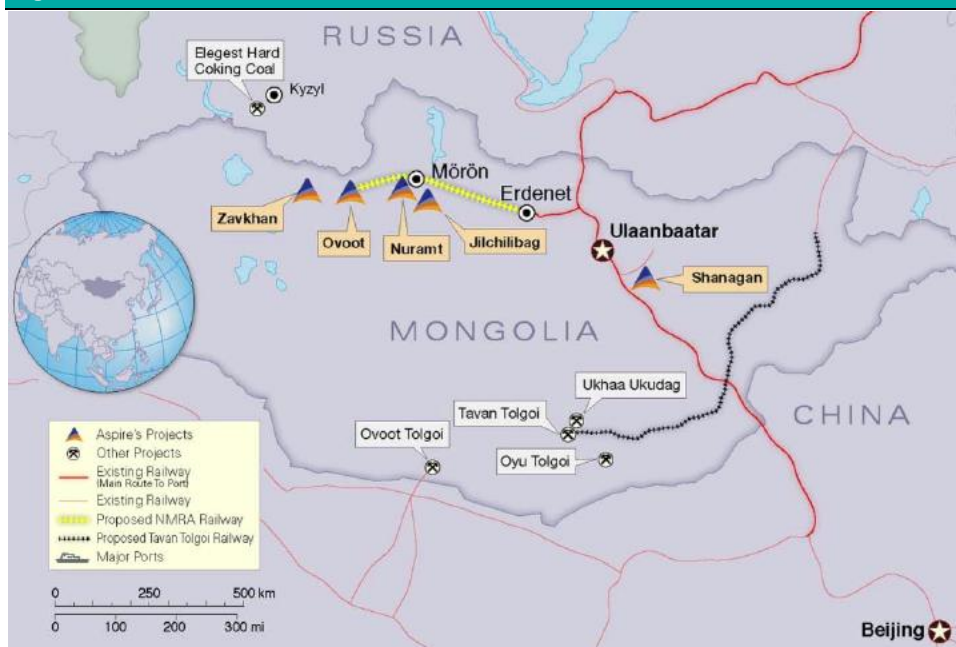 RUSSIA
Elegest Hard
Coking Coal
Kyzyl
Mörön
Erdenet
Zavkhan
Ovoot
Nuramt
Jilchilibag
Ulaanbaatar
Shanagan
MONGOLIA
Ukhaa Ukudag
Tavan Tolgoi
Ovoot Tolgoi
Oyu Tolgoi
CHINA
Aspire's Projects
Other Projects
Existing Railway
(Main Route To Port)
Existing Railway
Proposed NMRA Railway
Proposed Tavan Tolgoi Railway
Major Ports
0 250 500 km
0 100 200 300 mi
Beijing